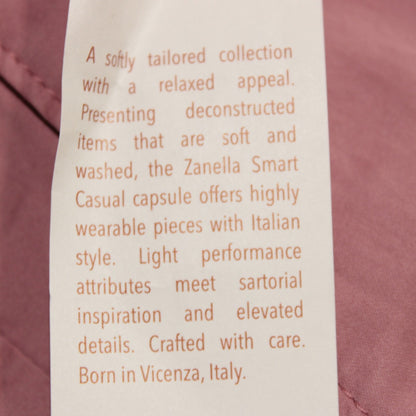 A softly tailored collection
with a relaxed appeal.
Presenting deconstructed
items that are soft and
washed, the Zanella Smart
Casual capsule offers highly
wearable pieces with Italian
style. Light performance
attributes meet sartorial
inspiration and elevated
details. Crafted with care.
Born in Vicenza, Italy.